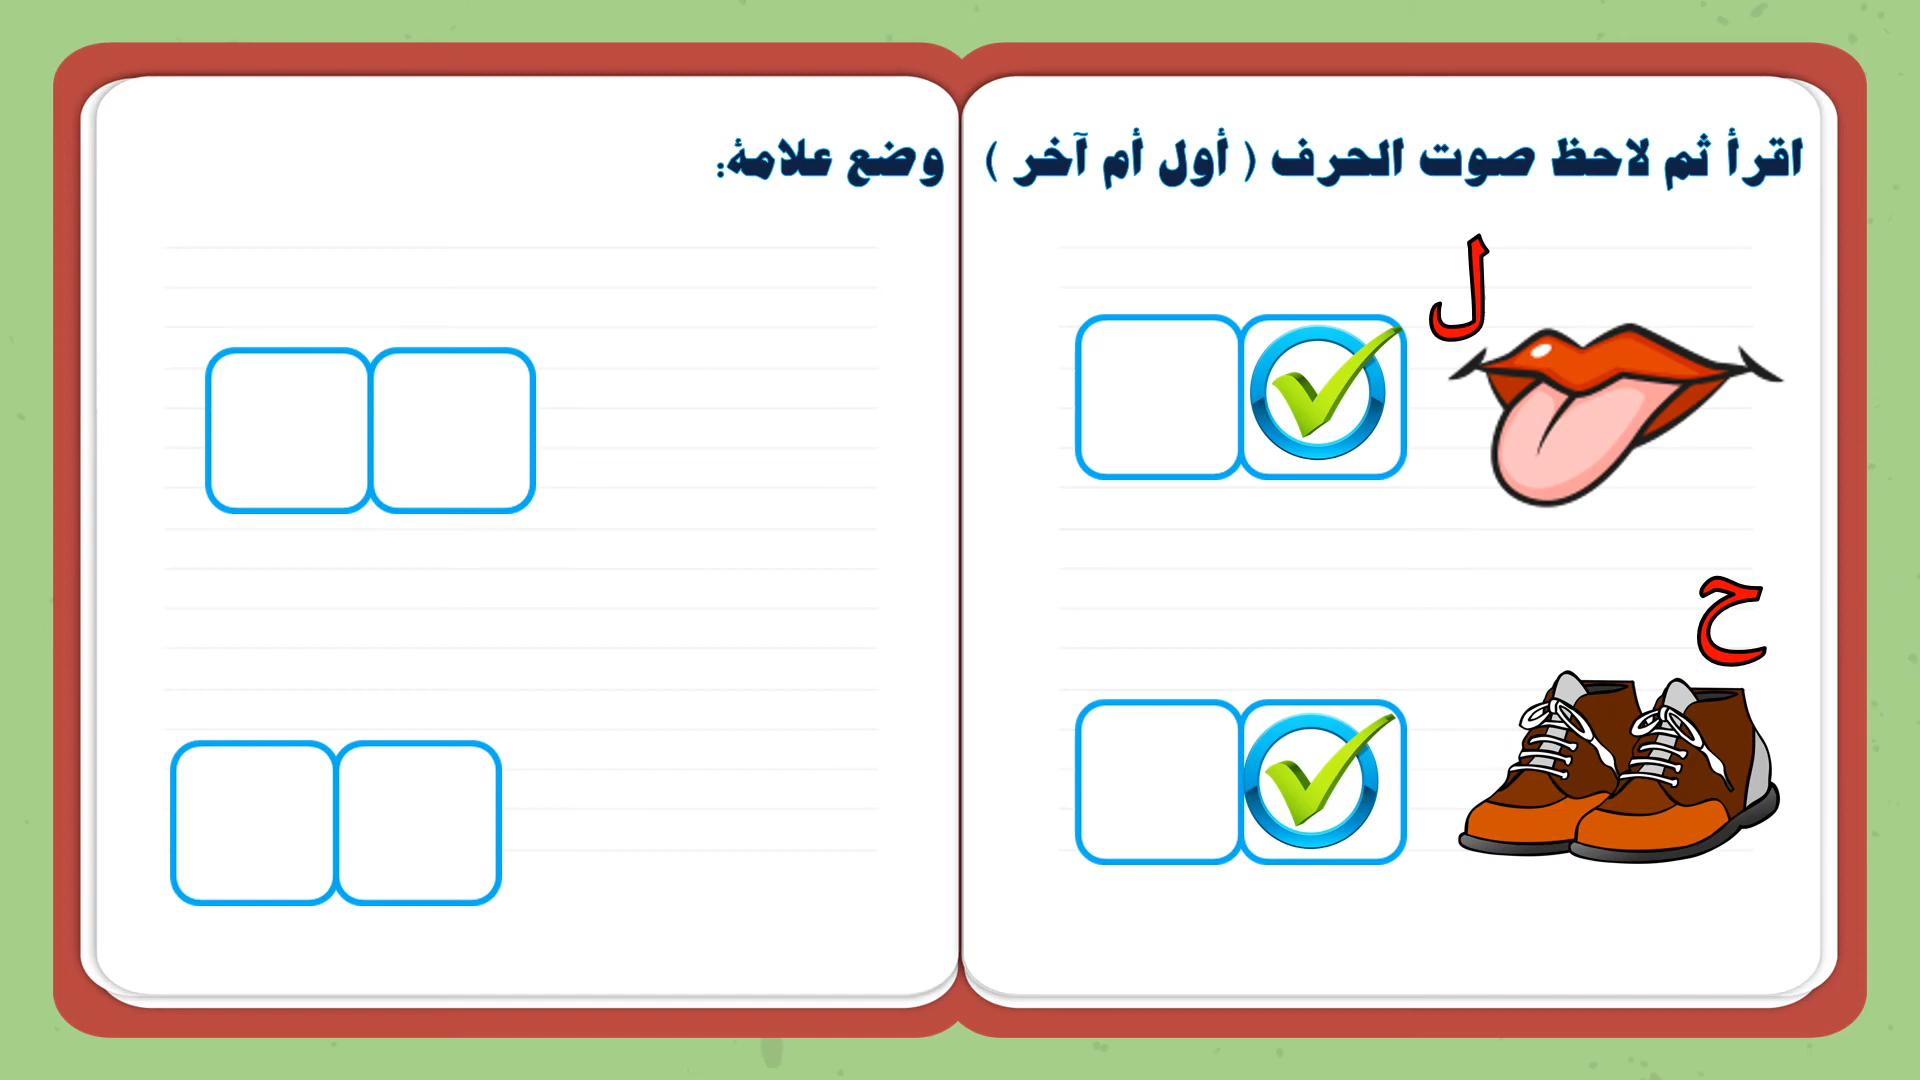 اقرأ ثم لاحظ صوت الحرف ( أول أم آخر ) وضع علامة:
ل
ح